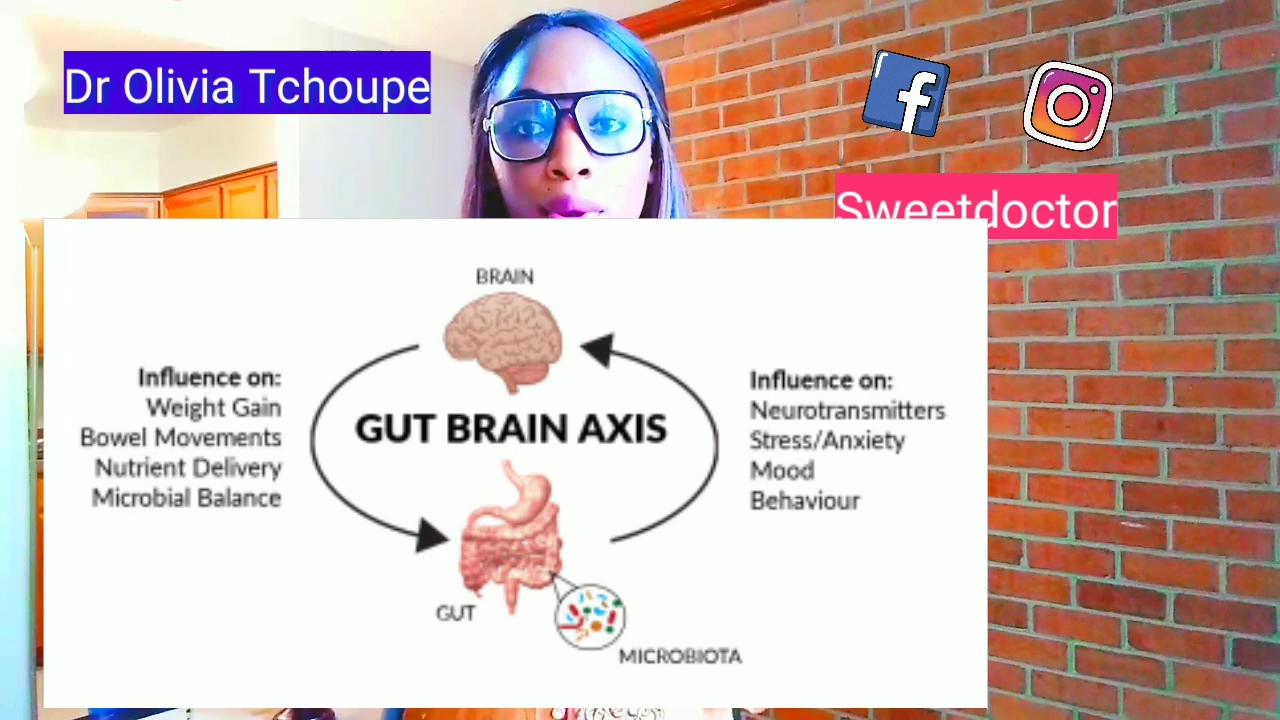 Dr Olivia Tchoupe
Sweetdoctor
BRAIN
Influence on:
Weight Gain
Bowel Movements
Nutrient Delivery
Microbial Balance
GUT BRAIN AXIS
Influence on:
Neurotransmitters
Stress/Anxiety
Mood
Behaviour
GUT
MICROBIOTA